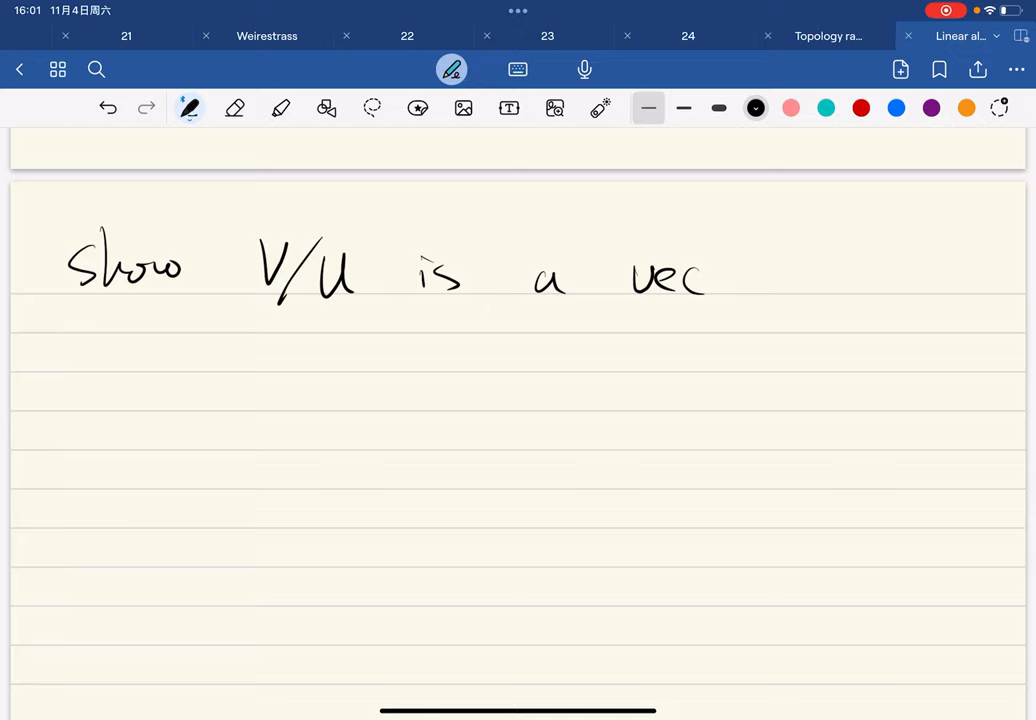 16:01 11月4日周六
21 Weirestrass 22 23 24 Topology ra... Linear al...
show V/U is a vec